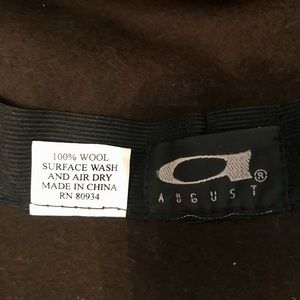 100% WOOL
SURFACE WASH
AND AIR DRY
MADE IN CHINA
RN 80934
a®
AUGUST